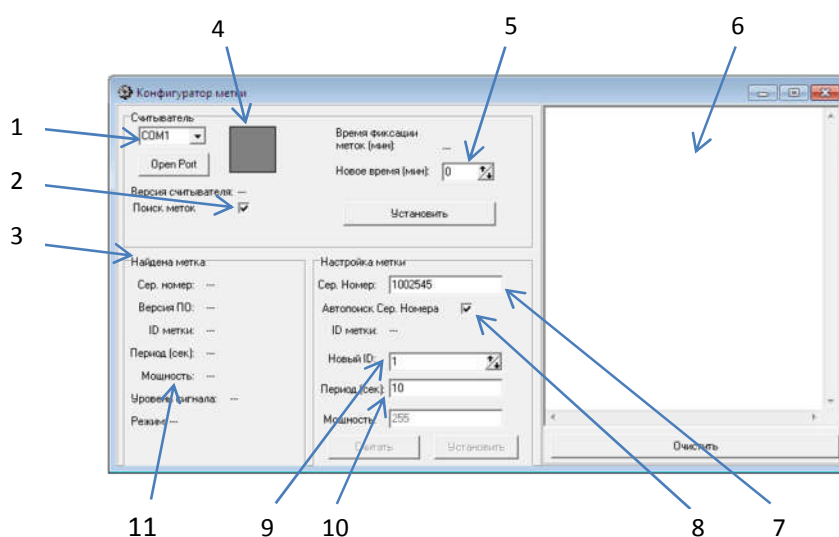 4
5
6
Конфигуратор метки
1
Считыватель
COM1
Open Port
Время фиксации
меток (мин): ---
Новое время (мин): 0
2
Версия считывателя: ---
Поиск меток
Установить
3
Найдена метка
Сер. номер: ---
Версия ПО: ---
ID метки: ---
Период (сек): ---
Мощность: ---
Уровень сигнала: ---
Режим: ---
Настройка метки
Сер. Номер: 1002545
Автопоиск Сер. Номера
ID метки: ---
Новый ID: 1
Период (сек): 10
Мощность: 255
Считать
Установить
Очистить
11
9
10
8
7